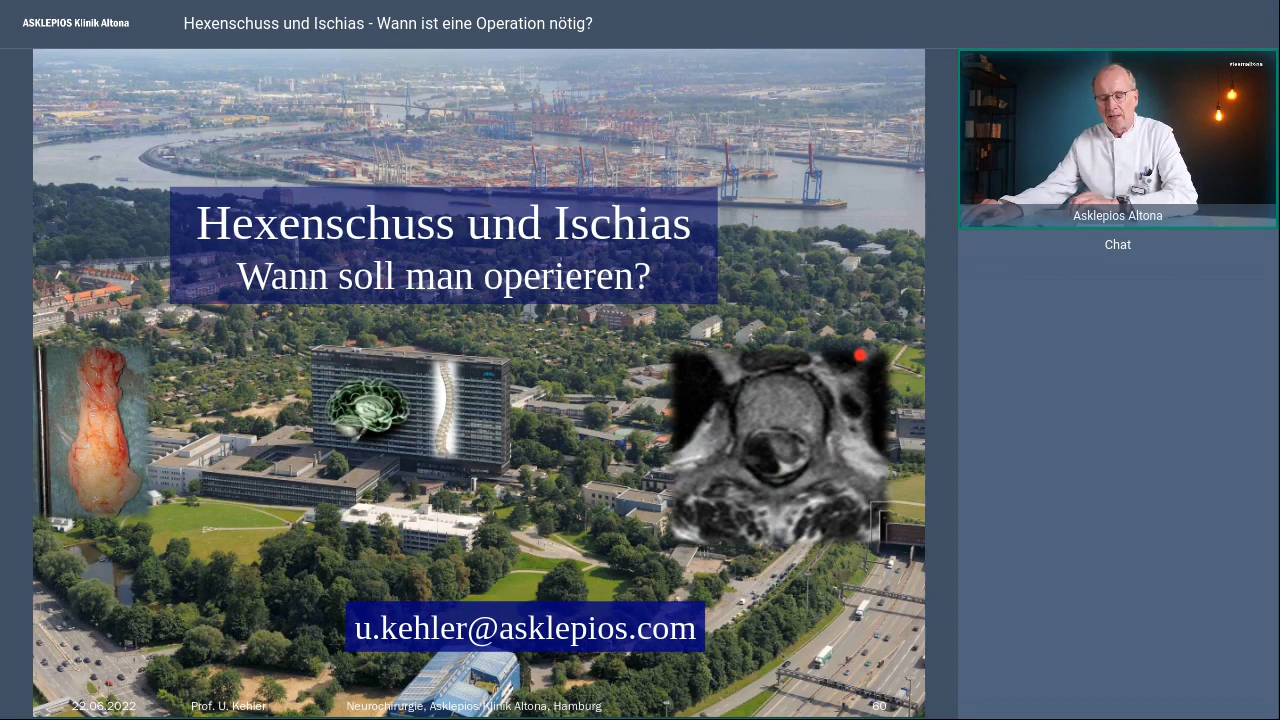 ASKLEPIOS Klinik Altona
Hexenschuss und Ischias - Wann ist eine Operation nötig?
Hexenschuss und Ischias
Wann soll man operieren?
u.kehler@asklepios.com
22.06.2022 Prof. U. Kehler Neurochirurgie, Asklepios Klinik Altona, Hamburg 60
#teamaltona
Asklepios Altona
Chat